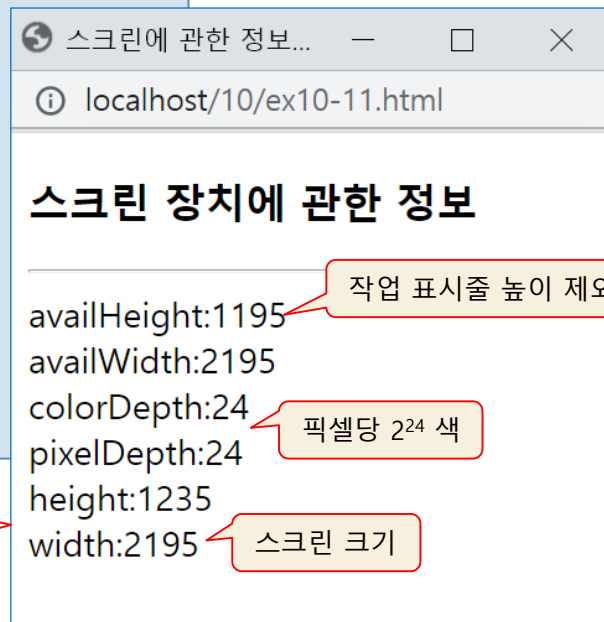 스크린에 관한 정보...
localhost/10/ex10-11.html
스크린 장치에 관한 정보
작업 표시줄 높이 제외
availHeight:1195
availWidth:2195
colorDepth:24
픽셀당 2²⁴ 색
pixelDepth:24
height:1235
width:2195
스크린 크기